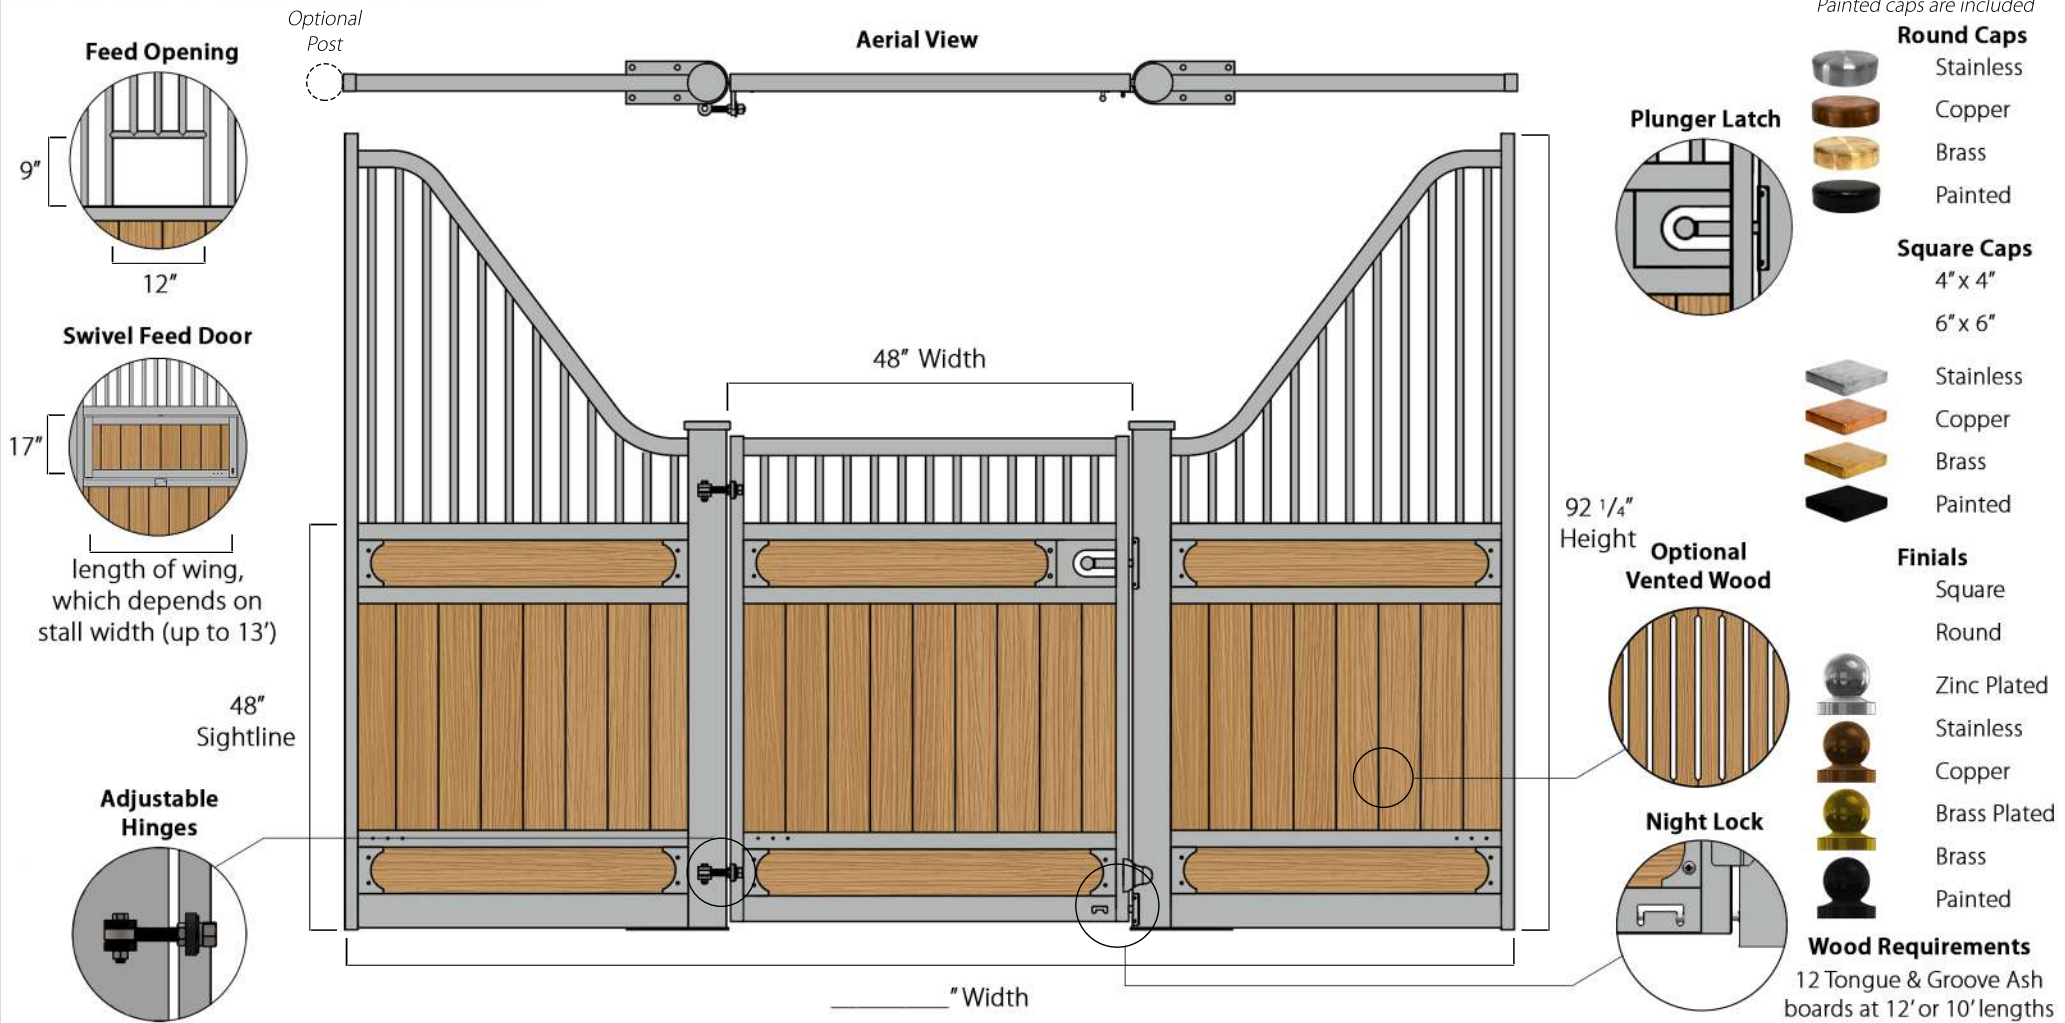 Optional
Post
Aerial View
Painted caps are included
Feed Opening
9”
12”
Swivel Feed Door
17”
length of wing,
which depends on
stall width (up to 13’)
48”
Sightline
Adjustable
Hinges
48” Width
92 1/4”
Height
________” Width
Plunger Latch
Optional
Vented Wood
Night Lock
Round Caps
Stainless
Copper
Brass
Painted
Square Caps
4” x 4”
6” x 6”
Stainless
Copper
Brass
Painted
Finials
Square
Round
Zinc Plated
Stainless
Copper
Brass Plated
Brass
Painted
Wood Requirements
12 Tongue & Groove Ash
boards at 12’ or 10’ lengths